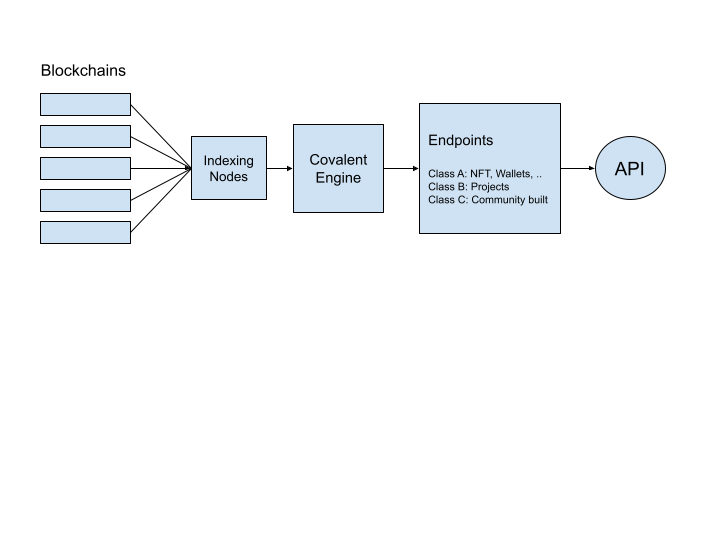 Blockchains
Indexing
Nodes
Covalent
Engine
Endpoints
Class A: NFT, Wallets, ..
Class B: Projects
Class C: Community built
API